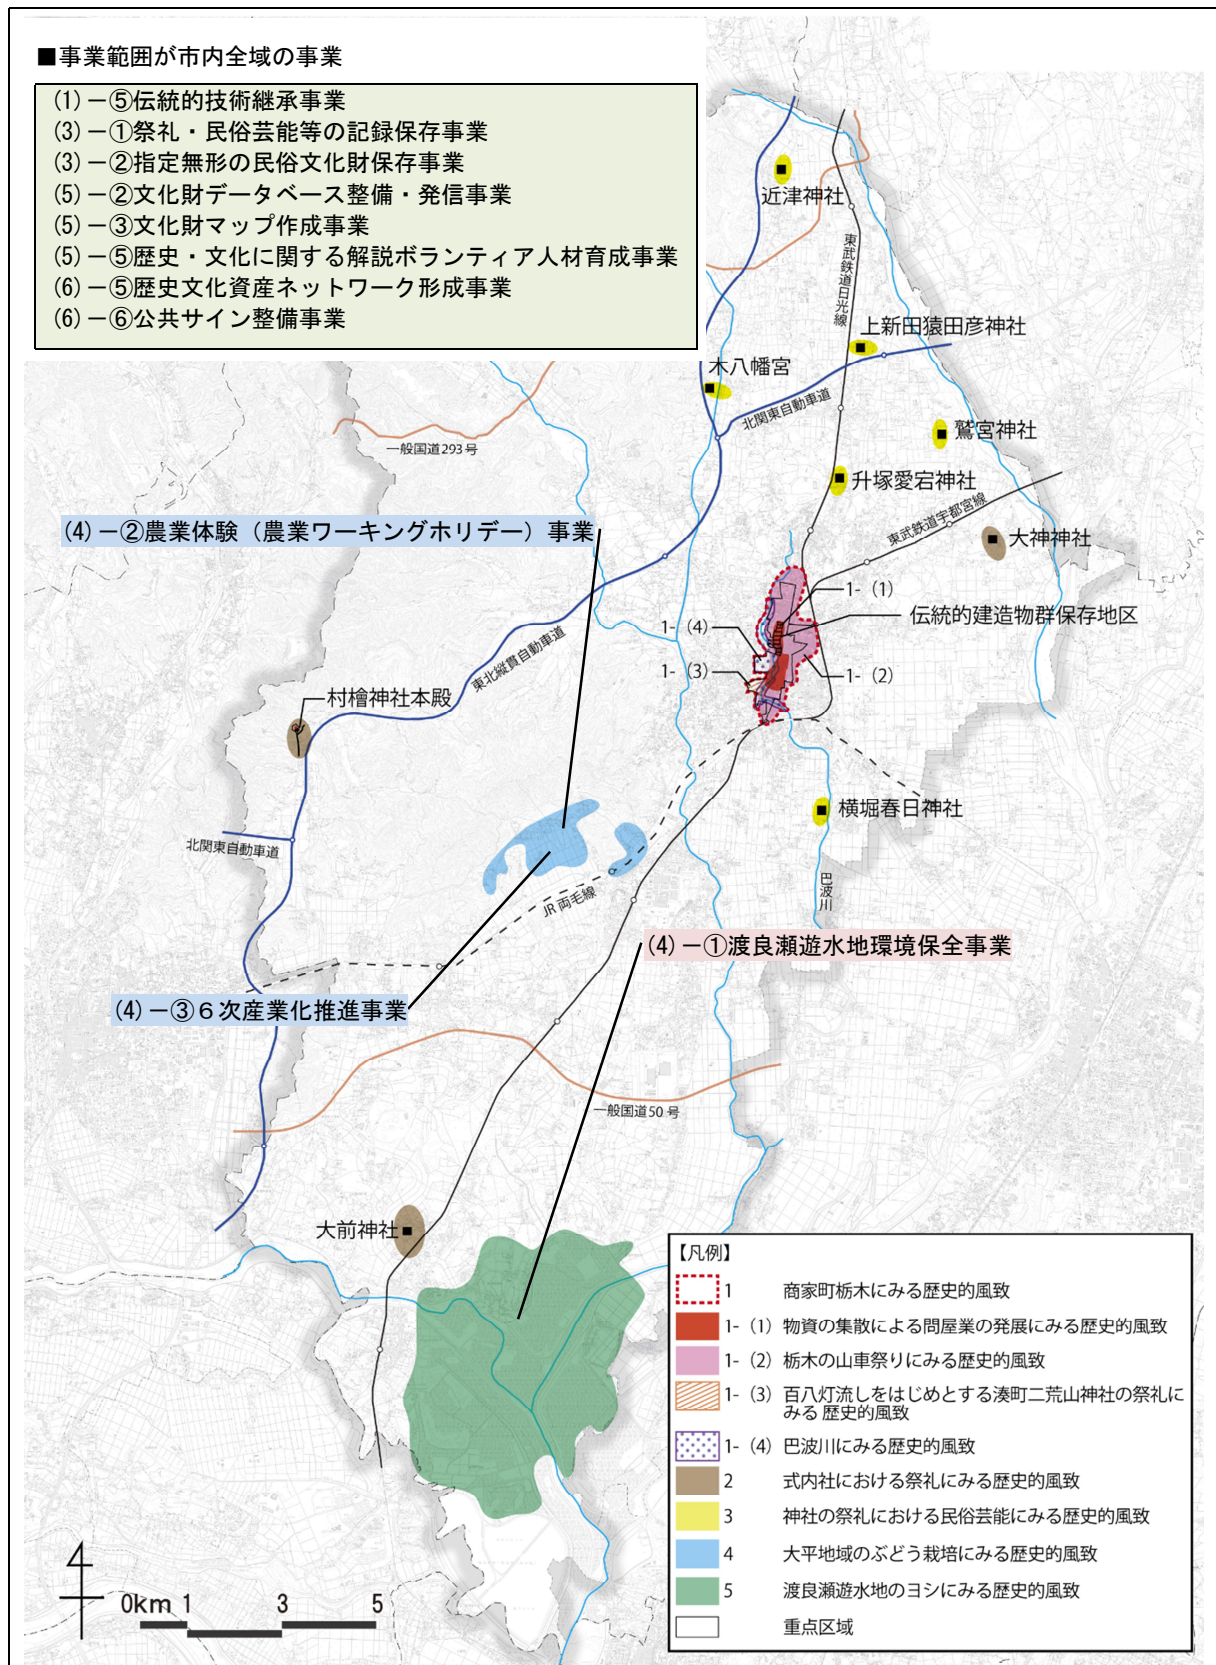 ■事業範囲が市内全域の事業
(1)－⑤伝統的技術継承事業
(3)－①祭礼・民俗芸能等の記録保存事業
(3)－②指定無形の民俗文化財保存事業
(5)－②文化財データベース整備・発信事業
(5)－③文化財マップ作成事業
(5)－⑤歴史・文化に関する解説ボランティア人材育成事業
(6)－⑤歴史文化資産ネットワーク形成事業
(6)－⑥公共サイン整備事業
近津神社
東武鉄道日光線
上新田猿田彦神社
木八幡宮
北関東自動車道
一般国道293号
鷲宮神社
升塚愛宕神社
(4)－②農業体験（農業ワーキングホリデー）事業
東武鉄道宇都宮線
大神神社
1-（1）
伝統的建造物群保存地区
1-（4）
1-（3）
1-（2）
東北縦貫自動車道
村檜神社本殿
横堀春日神社
北関東自動車道
巴波川
JR両毛線
(4)－①渡良瀬遊水地環境保全事業
(4)－③６次産業化推進事業
一般国道50号
大前神社
【凡例】
1 商家町栃木にみる歴史的風致
1-（1）物資の集散による問屋業の発展にみる歴史的風致
1-（2）栃木の山車祭りにみる歴史的風致
1-（3）百八灯流しをはじめとする湊町二荒山神社の祭礼に
みる 歴史的風致
1-（4）巴波川にみる歴史的風致
2 式内社における祭礼にみる歴史的風致
3 神社の祭礼における民俗芸能にみる歴史的風致
4 大平地域のぶどう栽培にみる歴史的風致
5 渡良瀬遊水地のヨシにみる歴史的風致
重点区域
0km 1 3 5